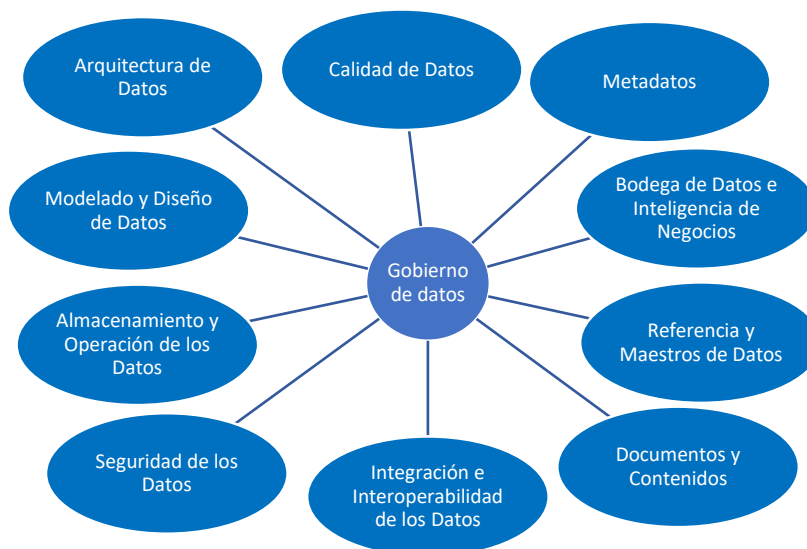 Arquitectura de
Datos
Calidad de Datos
Metadatos
Modelado y Diseño
de Datos
Bodega de Datos e
Inteligencia de
Negocios
Gobierno
de datos
Almacenamiento y
Operación de los
Datos
Referencia y
Maestros de Datos
Seguridad de los
Datos
Integración e
Interoperabilidad
de los Datos
Documentos y
Contenidos